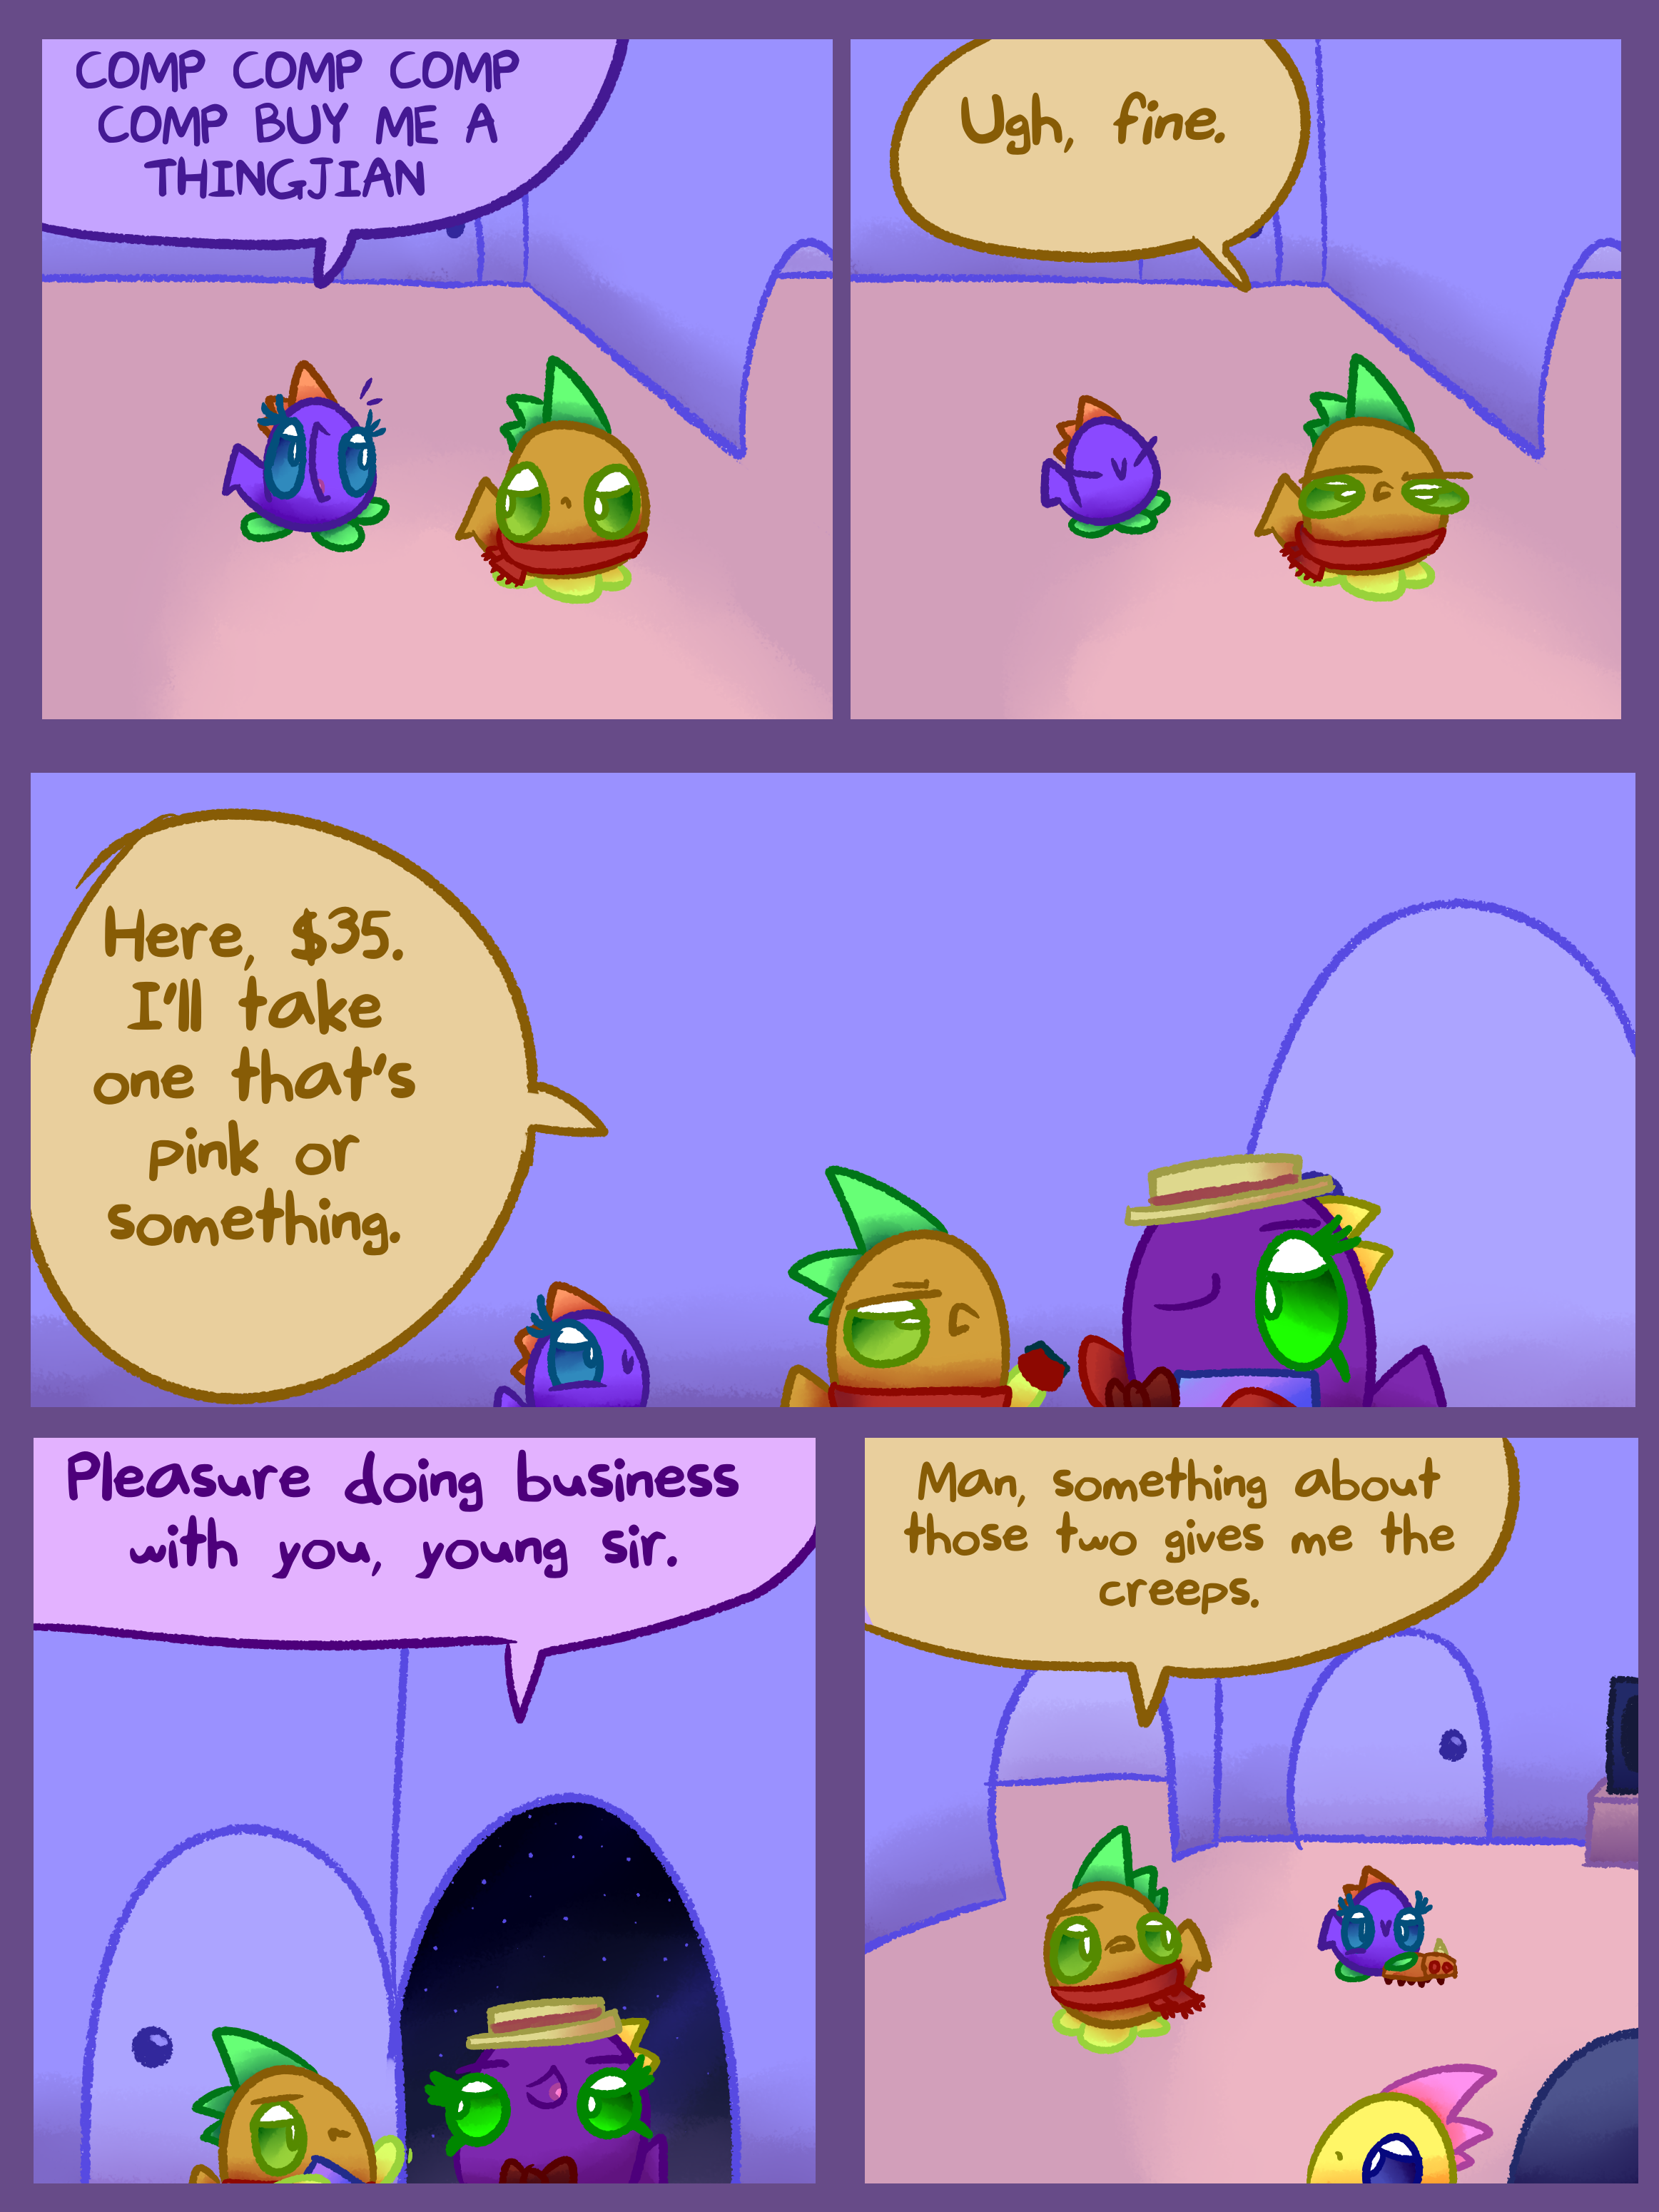 COMP COMP COMP
COMP BUY ME A
THINGJIAN
Ugh, fine.
Here, $35.
I'll take
one that's
pink or
something.
Pleasure doing business
with you, young sir.
Man, something about
those two gives me the
creeps.